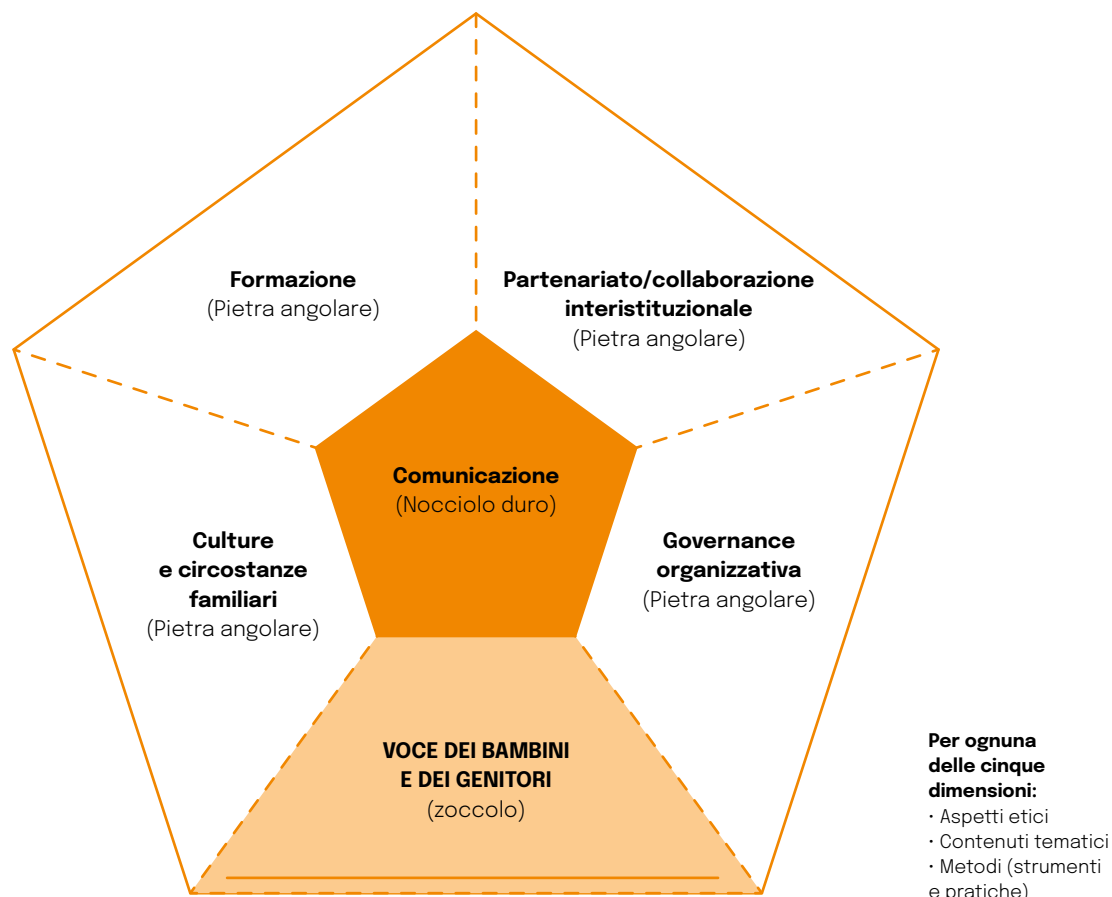 Formazione
(Pietra angolare)
Partenariato/collaborazione
interistituzionale
(Pietra angolare)
Comunicazione
(Nocciolo duro)
Culture
e circostanze
familiari
(Pietra angolare)
Governance
organizzativa
(Pietra angolare)
VOCE DEI BAMBINI
E DEI GENITORI
(zoccolo)
Per ognuna
delle cinque
dimensioni:
· Aspetti etici
· Contenuti tematici
· Metodi (strumenti
e pratiche)